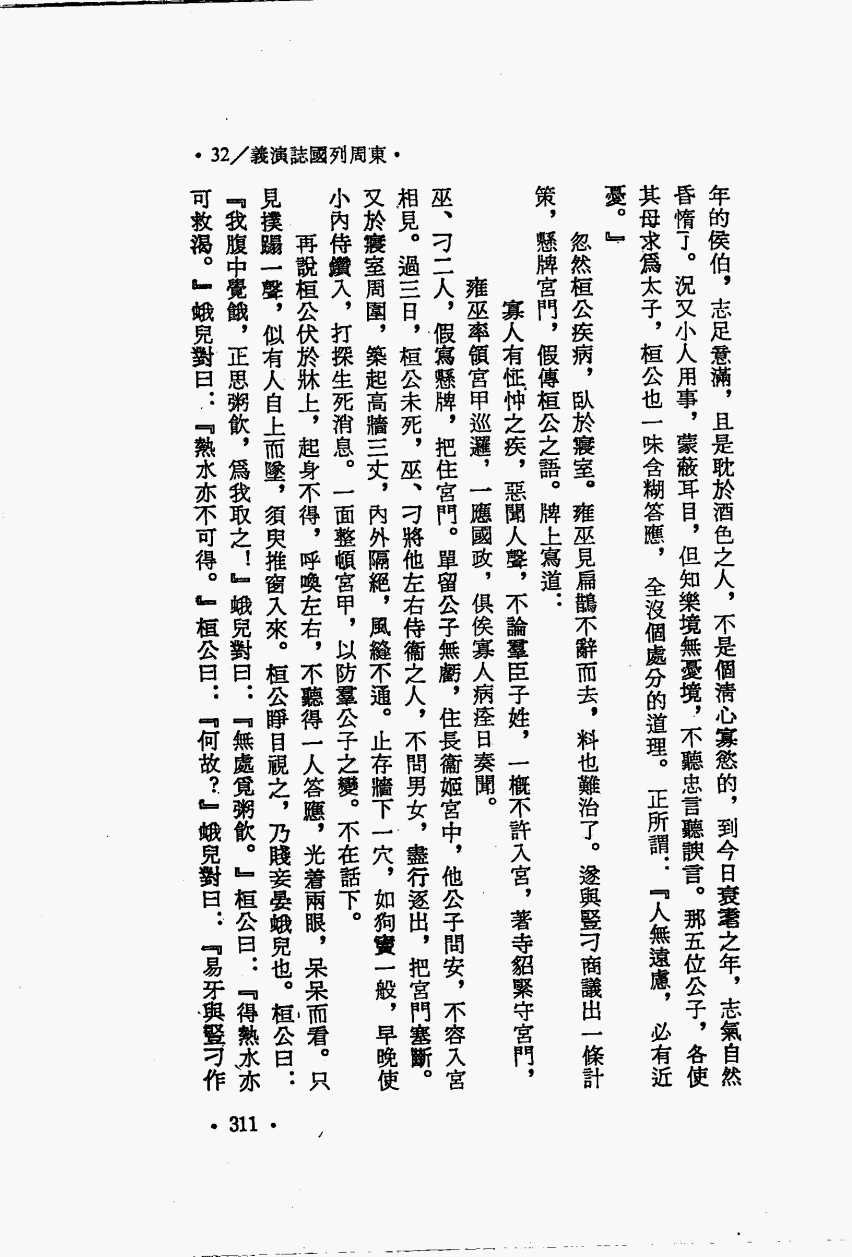 •32／義演誌國列周東•
年的侯伯，志足意滿，且是耽於酒色之人，不是個清心寡慾的，到今日衰耄之年，志氣自然
昏惰了。況又小人用事，蒙蔽耳目，但知樂境無憂境，不聽忠言聽諛言。那五位公子，各使
其母求爲太子，桓公也一味含糊答應，全沒個處分的道理。正所謂：『人無遠慮，必有近
憂。』
忽然桓公疾病，臥於寢室。雍巫見扁鵲不辭而去，料也難治了。遂與豎刁商議出一條計
策，懸牌宮門，假傳桓公之語。牌上寫道：
寡人有怔忡之疾，惡聞人聲，不論羣臣子姓，一概不許入宮，著寺貂緊守宮門，
雍巫率領宮甲巡邏，一應國政，俱俟寡人病痊日奏聞。
巫、刁二人，假寫懸牌，把住宮門。單留公子無虧，住長衞姬宮中，他公子問安，不容入宮
相見。過三日，桓公未死，巫、刁將他左右侍衞之人，不問男女，盡行逐出，把宮門塞斷。
又於寢室周圍，築起高牆三丈，內外隔絕，風縫不通。止存牆下一穴，如狗竇一般，早晚使
小內侍鑽入，打探生死消息。一面整頓宮甲，以防羣公子之變。不在話下。
再說桓公伏於牀上，起身不得，呼喚左右，不聽得一人答應，光着兩眼，呆呆而看。只
見撲蹋一聲，似有人自上而墜，須臾推窗入來。桓公睜目視之，乃賤妾晏蛾兒也。桓公曰：
『我腹中覺餓，正思粥飲，爲我取之！』蛾兒對曰：『無處覓粥飲。』桓公曰：『得熱水亦
可救渴。』蛾兒對曰：『熱水亦不可得。』桓公曰：『何故？』蛾兒對曰：『易牙與豎刁作
•311•